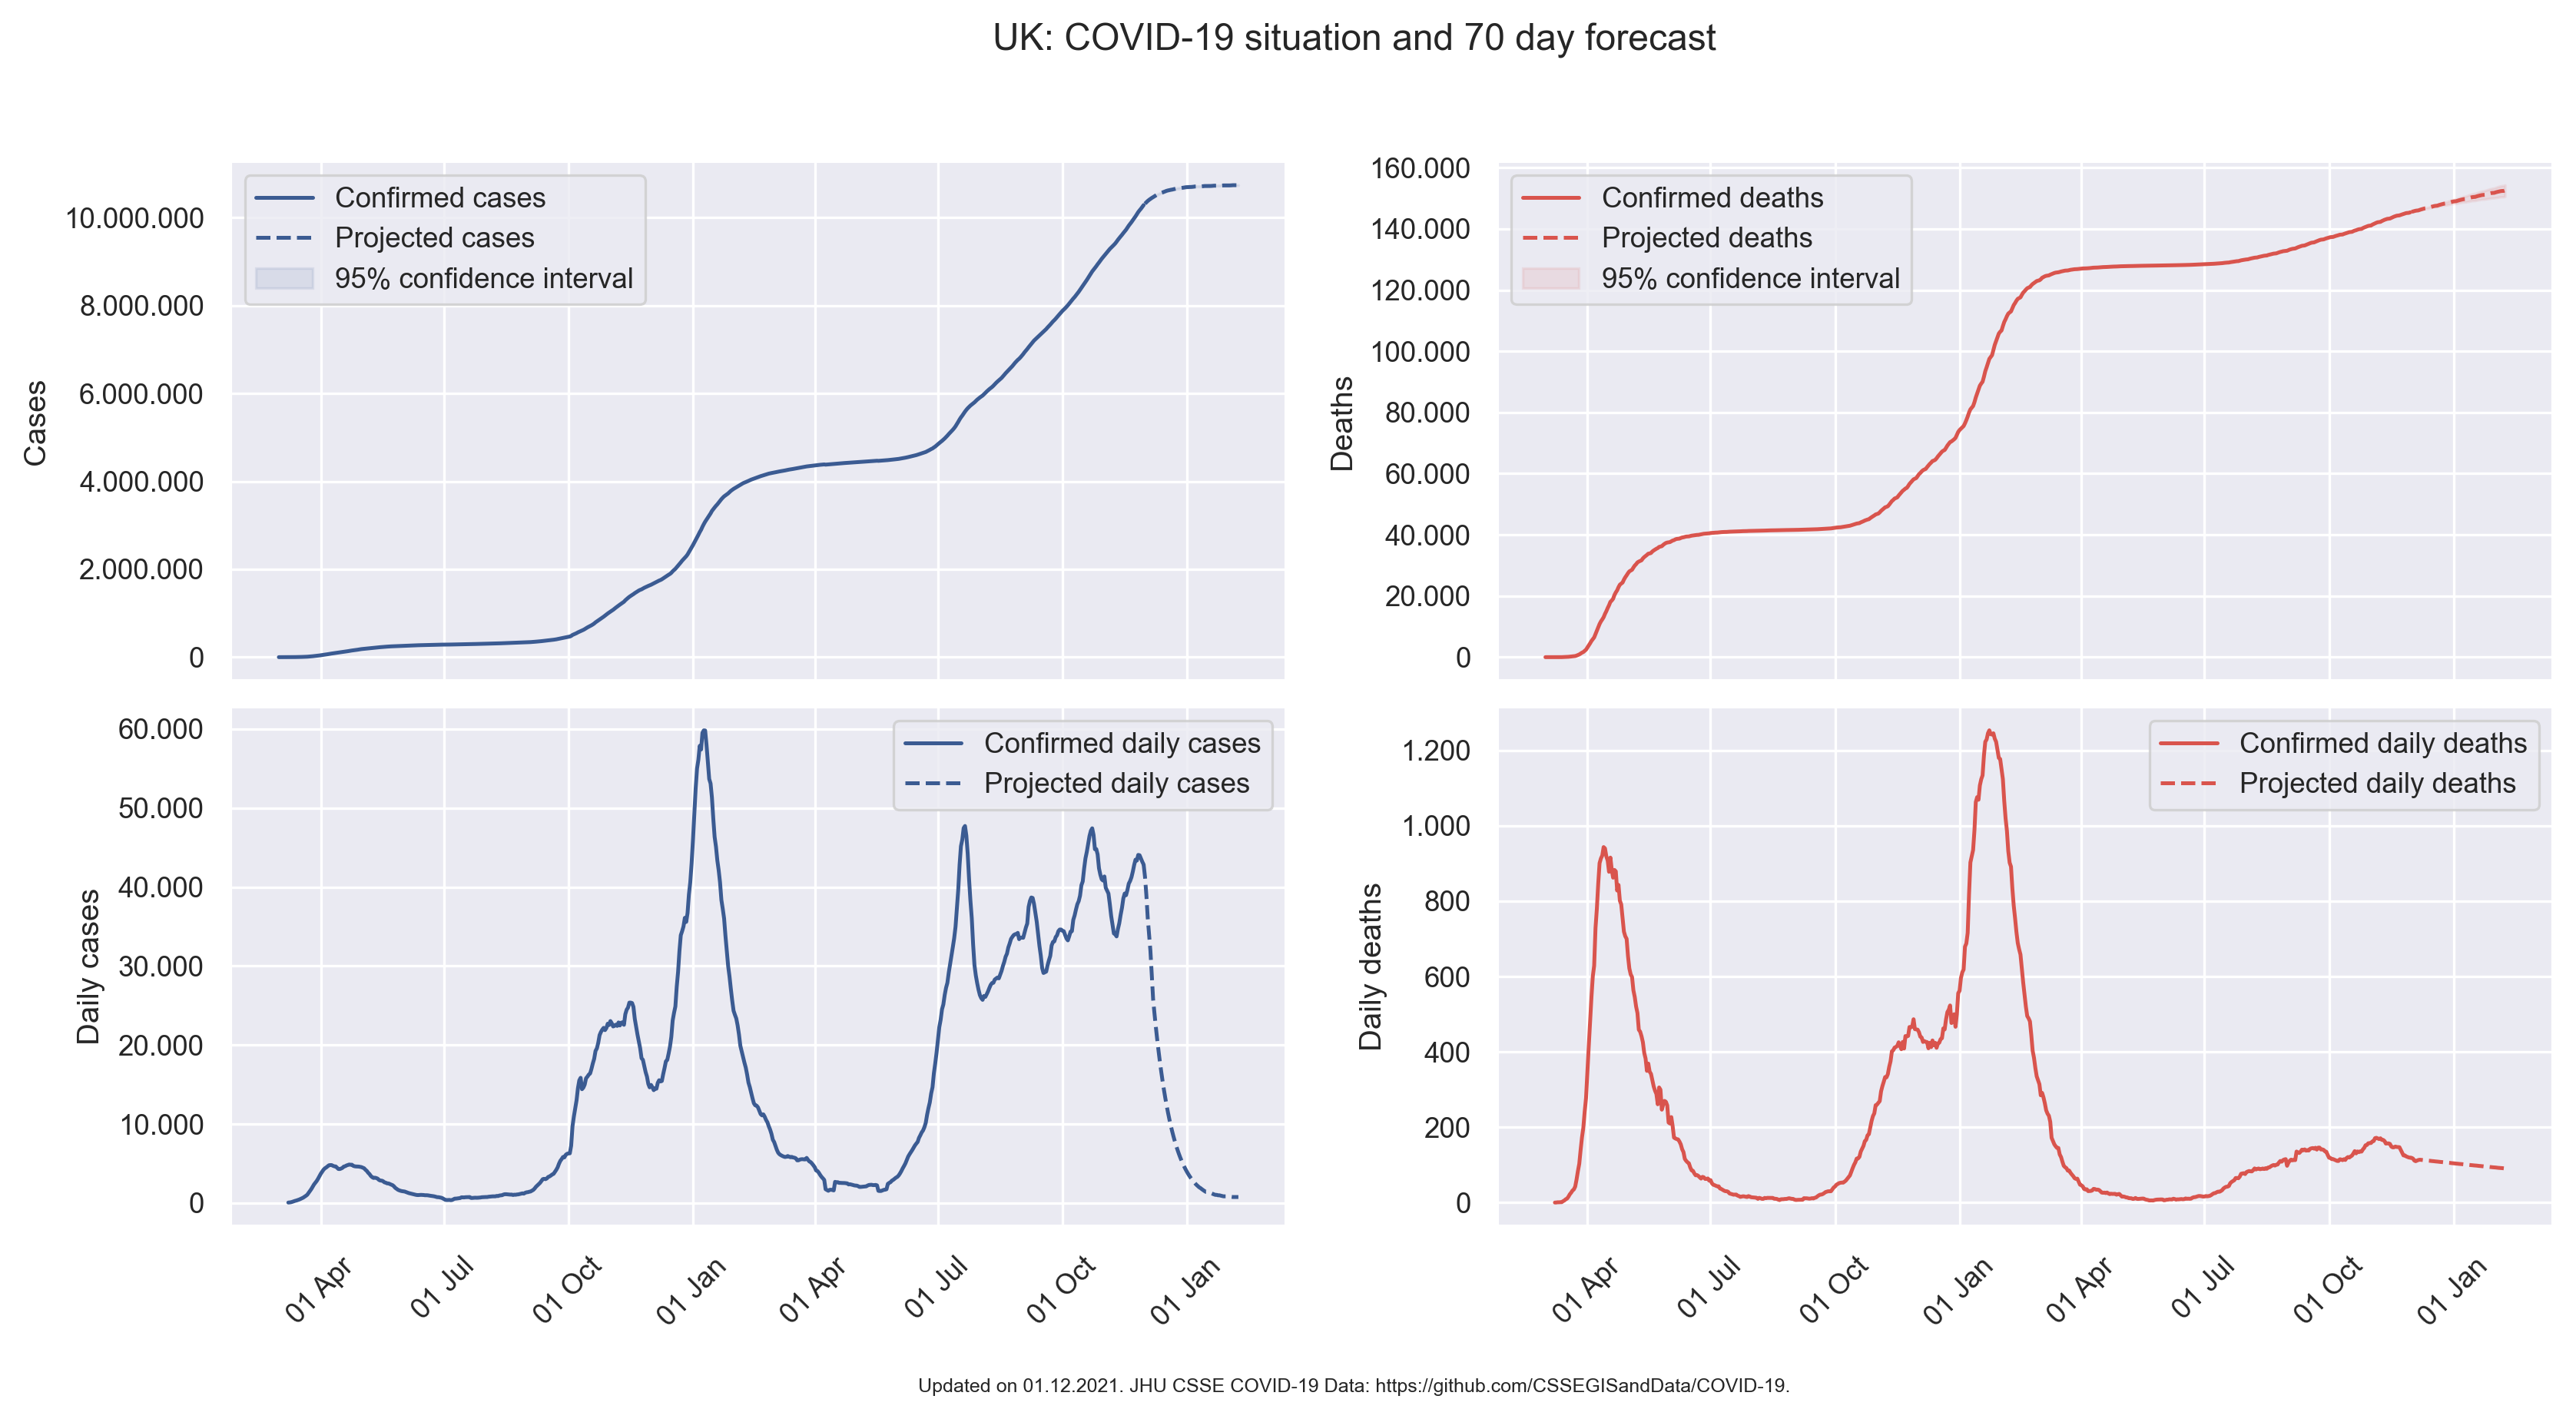 UK: COVID-19 situation and 70 day forecast
Confirmed cases
Projected cases
95% confidence interval
Cases
10.000.000
8.000.000
6.000.000
4.000.000
2.000.000
0
Confirmed deaths
Projected deaths
95% confidence interval
Deaths
160.000
140.000
120.000
100.000
80.000
60.000
40.000
20.000
0
Confirmed daily cases
Projected daily cases
Daily cases
60.000
50.000
40.000
30.000
20.000
10.000
0
01 Apr
01 Jul
01 Oct
01 Jan
01 Apr
01 Jul
01 Oct
01 Jan
Confirmed daily deaths
Projected daily deaths
Daily deaths
1.200
1.000
800
600
400
200
0
01 Apr
01 Jul
01 Oct
01 Jan
01 Apr
01 Jul
01 Oct
01 Jan
Updated on 01.12.2021. JHU CSSE COVID-19 Data: https://github.com/CSSEGISandData/COVID-19.